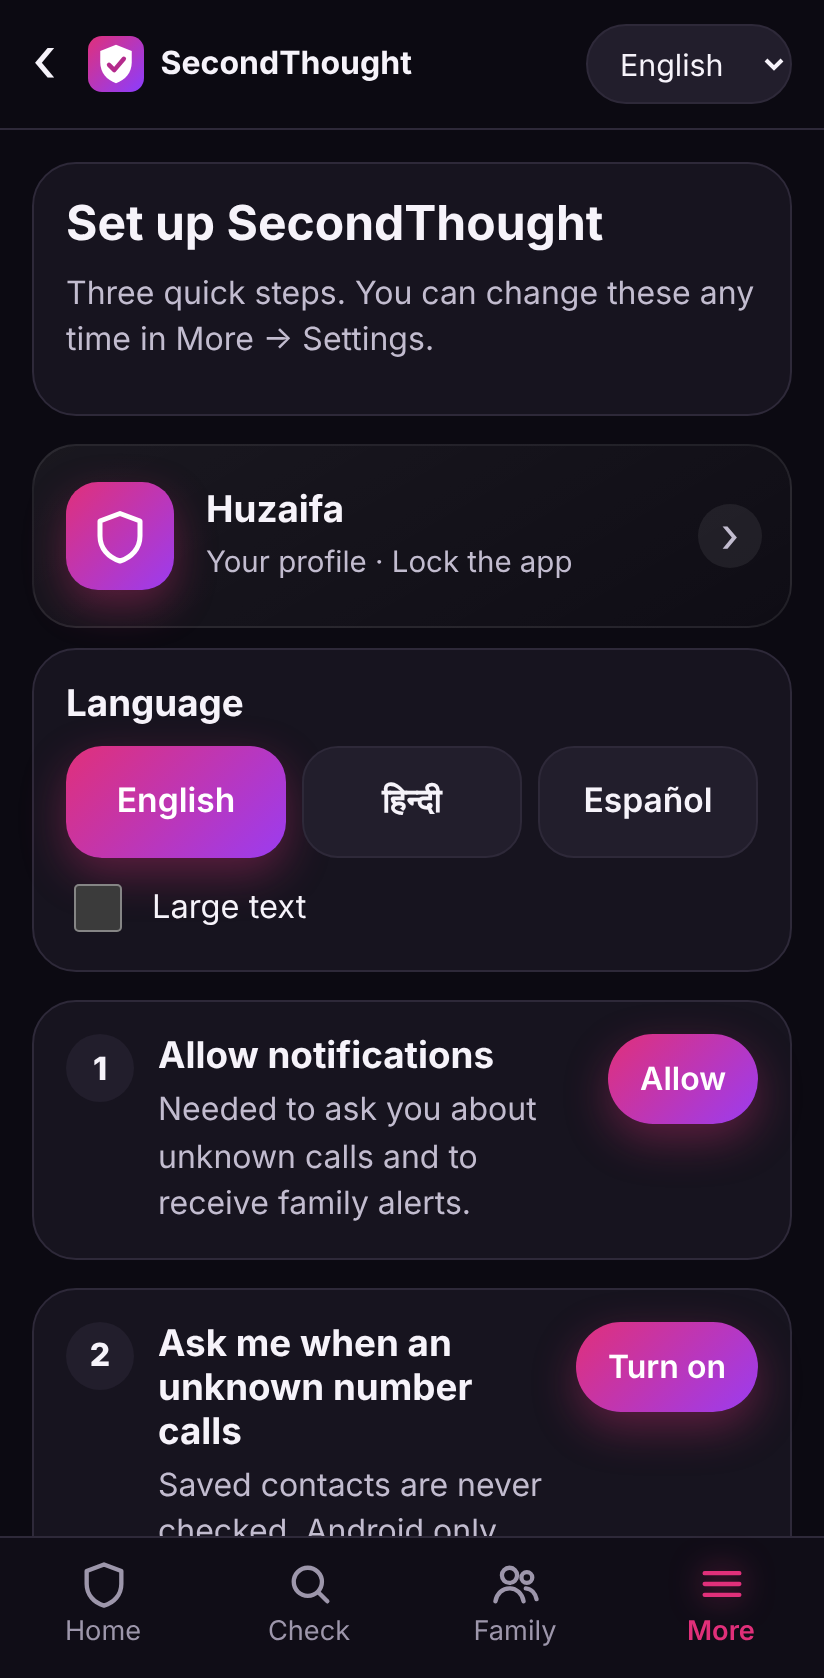 SecondThought
English
Set up SecondThought
Three quick steps. You can change these any
time in More → Settings.
Huzaifa
Your profile · Lock the app
Language
English
हिन्दी
Español
Large text
1
Allow notifications
Allow
Needed to ask you about
unknown calls and to
receive family alerts.
2
Ask me when an
unknown number
calls
Turn on
Saved contacts are never
checked. Android only
Home
Check
Family
More